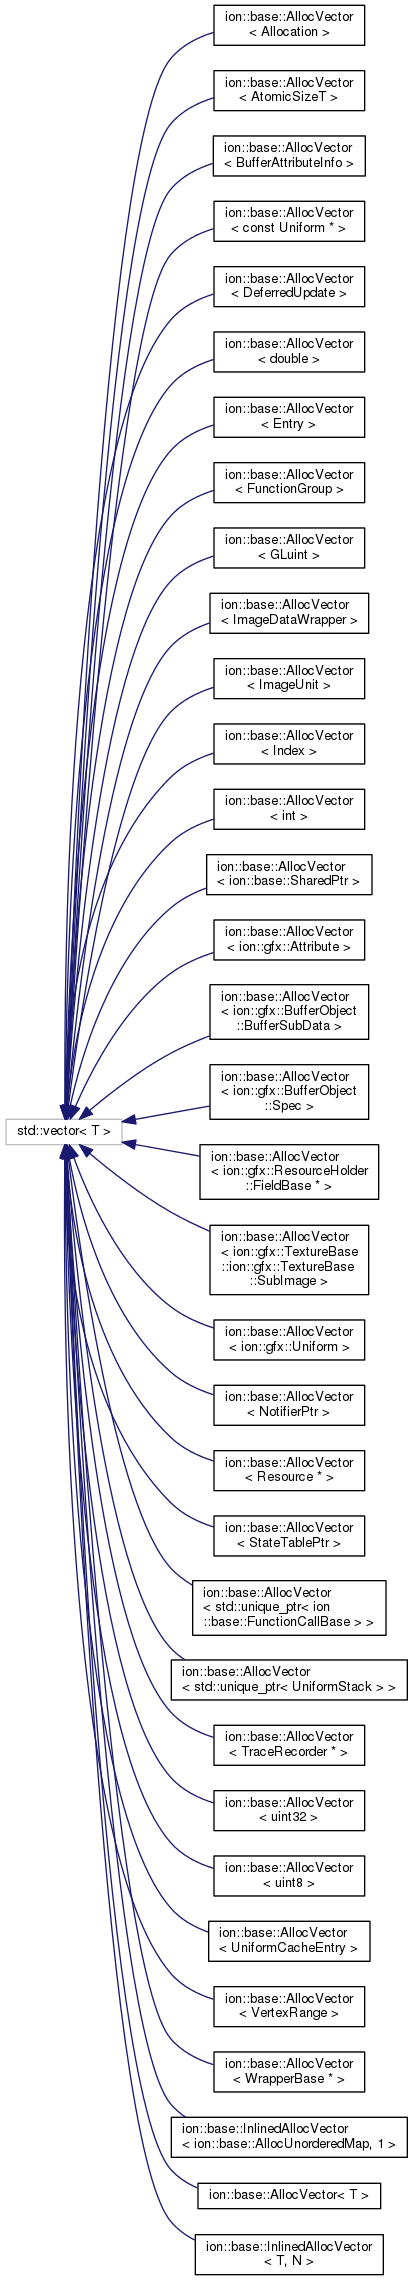 ion::base::AllocVector
< Allocation >
ion::base::AllocVector
< AtomicSizeT >
ion::base::AllocVector
< BufferAttributeInfo >
ion::base::AllocVector
< const Uniform * >
ion::base::AllocVector
< DeferredUpdate >
ion::base::AllocVector
< double >
ion::base::AllocVector
< Entry >
ion::base::AllocVector
< FunctionGroup >
ion::base::AllocVector
< GLuint >
ion::base::AllocVector
< ImageDataWrapper >
ion::base::AllocVector
< ImageUnit >
ion::base::AllocVector
< Index >
ion::base::AllocVector
< int >
ion::base::AllocVector
< ion::base::SharedPtr >
ion::base::AllocVector
< ion::gfx::Attribute >
ion::base::AllocVector
< ion::gfx::BufferObject
::BufferSubData >
ion::base::AllocVector
< ion::gfx::BufferObject
::Spec >
std::vector< T >
ion::base::AllocVector
< ion::gfx::ResourceHolder
::FieldBase * >
ion::base::AllocVector
< ion::gfx::TextureBase
::ion::gfx::TextureBase
::SubImage >
ion::base::AllocVector
< ion::gfx::Uniform >
ion::base::AllocVector
< NotifierPtr >
ion::base::AllocVector
< Resource * >
ion::base::AllocVector
< StateTablePtr >
ion::base::AllocVector
< std::unique_ptr< ion
::base::FunctionCallBase > >
ion::base::AllocVector
< std::unique_ptr< UniformStack > >
ion::base::AllocVector
< TraceRecorder * >
ion::base::AllocVector
< uint32 >
ion::base::AllocVector
< uint8 >
ion::base::AllocVector
< UniformCacheEntry >
ion::base::AllocVector
< VertexRange >
ion::base::AllocVector
< WrapperBase * >
ion::base::InlinedAllocVector
< ion::base::AllocUnorderedMap, 1 >
ion::base::AllocVector< T >
ion::base::InlinedAllocVector
< T, N >